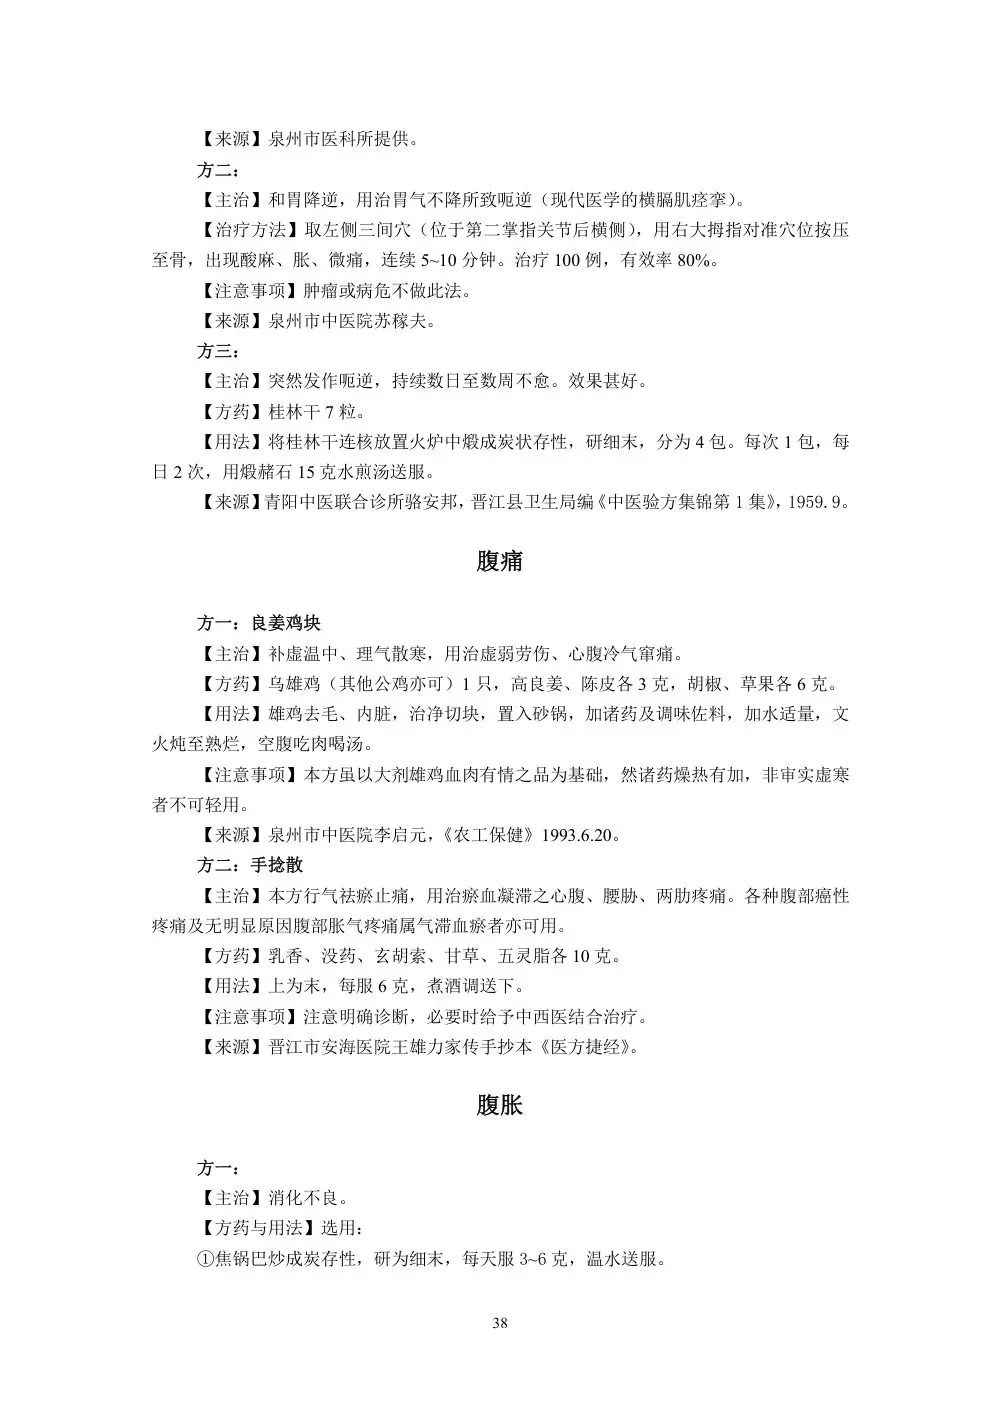 【来源】泉州市医科所提供。
方二：
【主治】和胃降逆，用治胃气不降所致呃逆（现代医学的横膈肌痉挛）。
【治疗方法】取左侧三间穴（位于第二掌指关节后横侧），用右大拇指对准穴位按压
至骨，出现酸麻、胀、微痛，连续 5~10 分钟。治疗 100 例，有效率 80%。
【注意事项】肿瘤或病危不做此法。
【来源】泉州市中医院苏稼夫。
方三：
【主治】突然发作呃逆，持续数日至数周不愈。效果甚好。
【方药】桂林干 7 粒。
【用法】将桂林干连核放置火炉中煅成炭状存性，研细末，分为 4 包。每次 1 包，每
日 2 次，用煅赭石 15 克水煎汤送服。
【来源】青阳中医联合诊所骆安邦，晋江县卫生局编《中医验方集锦第 1 集》，1959.9。
腹痛
方一：良姜鸡块
【主治】补虚温中、理气散寒，用治虚弱劳伤、心腹冷气窜痛。
【方药】乌雄鸡（其他公鸡亦可）1 只，高良姜、陈皮各 3 克，胡椒、草果各 6 克。
【用法】雄鸡去毛、内脏，治净切块，置入砂锅，加诸药及调味佐料，加水适量，文
火炖至熟烂，空腹吃肉喝汤。
【注意事项】本方虽以大剂雄鸡血肉有情之品为基础，然诸药燥热有加，非审实虚寒
者不可轻用。
【来源】泉州市中医院李启元，《农工保健》1993.6.20。
方二：手捻散
【主治】本方行气祛瘀止痛，用治瘀血凝滞之心腹、腰胁、两肋疼痛。各种腹部癌性
疼痛及无明显原因腹部胀气疼痛属气滞血瘀者亦可用。
【方药】乳香、没药、玄胡索、甘草、五灵脂各 10 克。
【用法】上为末，每服 6 克，煮酒调送下。
【注意事项】注意明确诊断，必要时给予中西医结合治疗。
【来源】晋江市安海医院王雄力家传手抄本《医方捷经》。
腹胀
方一：
【主治】消化不良。
【方药与用法】选用：
①焦锅巴炒成炭存性，研为细末，每天服 3~6 克，温水送服。
38